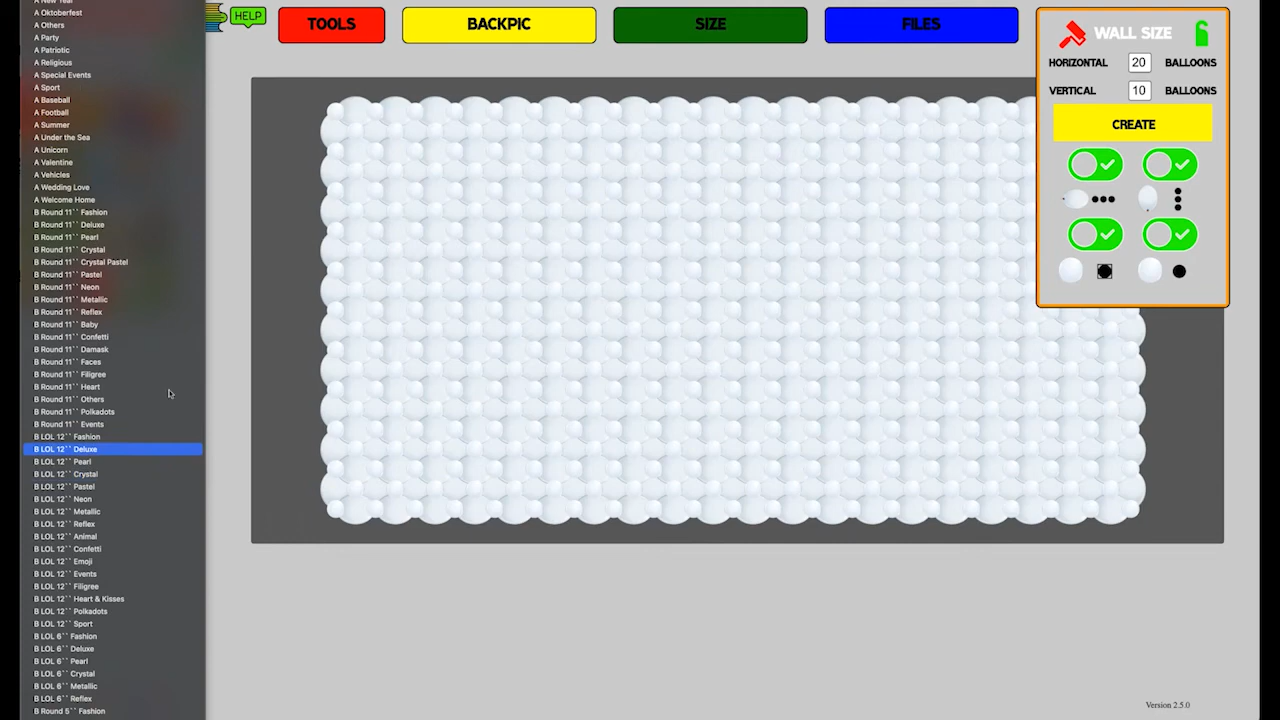 A New Year
A Oktoberfest
A Others
A Party
A Patriotic
A Religious
A Special Events
A Sport
A Baseball
A Football
A Summer
A Under the Sea
A Unicorn
A Valentine
A Vehicles
A Wedding Love
A Welcome Home
B Round 11`` Fashion
B Round 11`` Deluxe
B Round 11`` Pearl
B Round 11`` Crystal
B Round 11`` Crystal Pastel
B Round 11`` Pastel
B Round 11`` Neon
B Round 11`` Metallic
B Round 11`` Reflex
B Round 11`` Baby
B Round 11`` Confetti
B Round 11`` Damask
B Round 11`` Faces
B Round 11`` Filigree
B Round 11`` Heart
B Round 11`` Others
B Round 11`` Polkadots
B Round 11`` Events
B LOL 12`` Fashion
B LOL 12`` Deluxe
B LOL 12`` Pearl
B LOL 12`` Crystal
B LOL 12`` Pastel
B LOL 12`` Neon
B LOL 12`` Metallic
B LOL 12`` Reflex
B LOL 12`` Animal
B LOL 12`` Confetti
B LOL 12`` Emoji
B LOL 12`` Events
B LOL 12`` Filigree
B LOL 12`` Heart & Kisses
B LOL 12`` Polkadots
B LOL 12`` Sport
B LOL 6`` Fashion
B LOL 6`` Deluxe
B LOL 6`` Pearl
B LOL 6`` Crystal
B LOL 6`` Metallic
B LOL 6`` Reflex
B Round 5`` Fashion
HELP
TOOLS
BACKPIC
SIZE
FILES
WALL SIZE
HORIZONTAL 20 BALLOONS
VERTICAL 10 BALLOONS
CREATE
Version 2.5.0